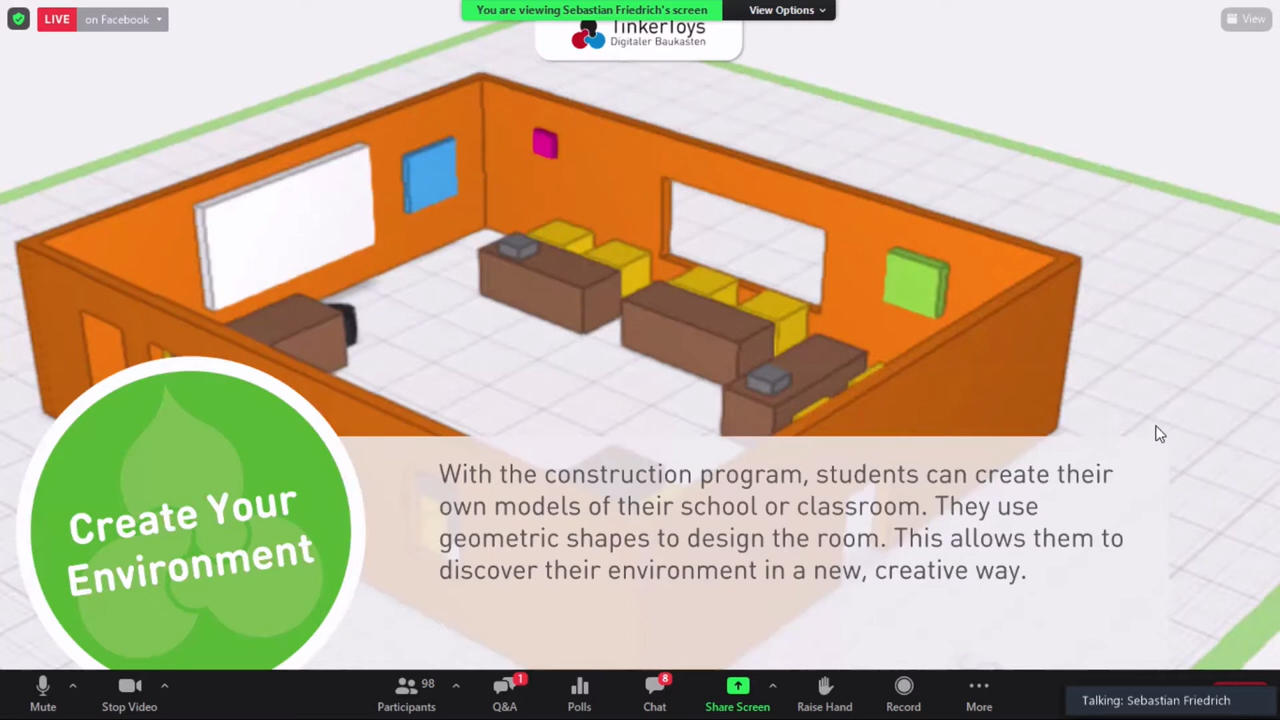 LIVE on Facebook
You are viewing Sebastian Friedrich's screen
View Options
View
TinkerToys
Digitaler Baukasten
Create Your
Environment
With the construction program, students can create their
own models of their school or classroom. They use
geometric shapes to design the room. This allows them to
discover their environment in a new, creative way.
Mute
Stop Video
98
Participants
1
Q&A
Polls
8
Chat
Share Screen
Raise Hand
Record
More
Talking: Sebastian Friedrich